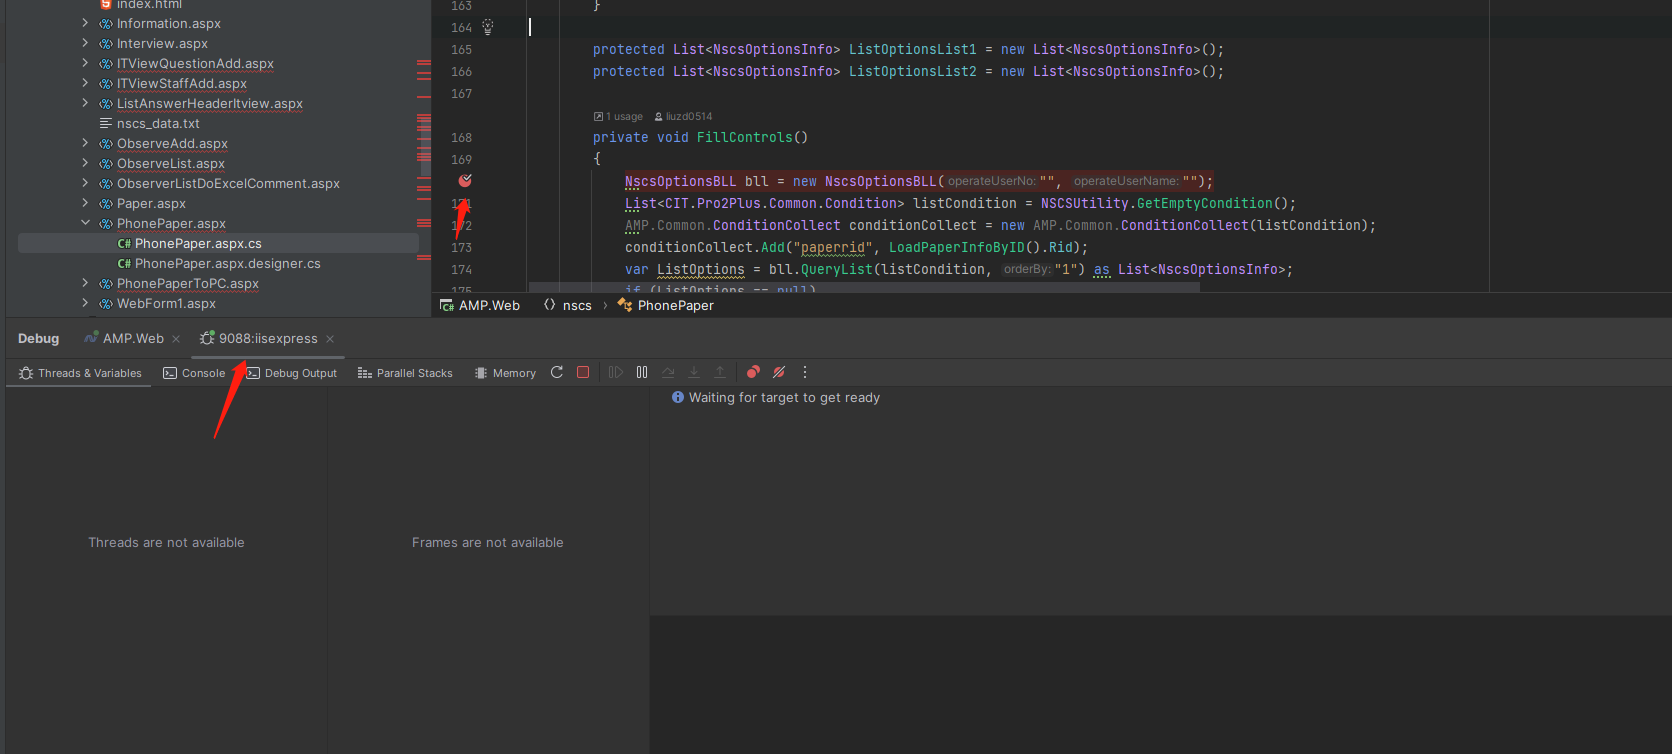 index.html
Information.aspx
Interview.aspx
ITViewQuestionAdd.aspx
ITViewStaffAdd.aspx
ListAnswerHeaderItview.aspx
nscs_data.txt
ObserveAdd.aspx
ObserveList.aspx
ObserverListDoExcelComment.aspx
Paper.aspx
PhonePaper.aspx
C# PhonePaper.aspx.cs
C# PhonePaper.aspx.designer.cs
PhonePaperToPC.aspx
WebForm1.aspx
163 }
164
165 protected List<NscsOptionsInfo> ListOptionsList1 = new List<NscsOptionsInfo>();
166 protected List<NscsOptionsInfo> ListOptionsList2 = new List<NscsOptionsInfo>();
167
1 usage liuzd0514
168 private void FillControls()
169 {
NscsOptionsBLL bll = new NscsOptionsBLL(operateUserNo: "", operateUserName: "");
171 List<CIT.Pro2Plus.Common.Condition> listCondition = NSCSUtility.GetEmptyCondition();
172 AMP.Common.ConditionCollect conditionCollect = new AMP.Common.ConditionCollect(listCondition);
173 conditionCollect.Add("paperrid", LoadPaperInfoByID().Rid);
174 var ListOptions = bll.QueryList(listCondition, orderBy: "1") as List<NscsOptionsInfo>;
175 if (ListOptions == null)
C# AMP.Web nscs PhonePaper
Debug AMP.Web 9088:iisexpress
Threads & Variables Console Debug Output Parallel Stacks Memory
Waiting for target to get ready
Threads are not available
Frames are not available